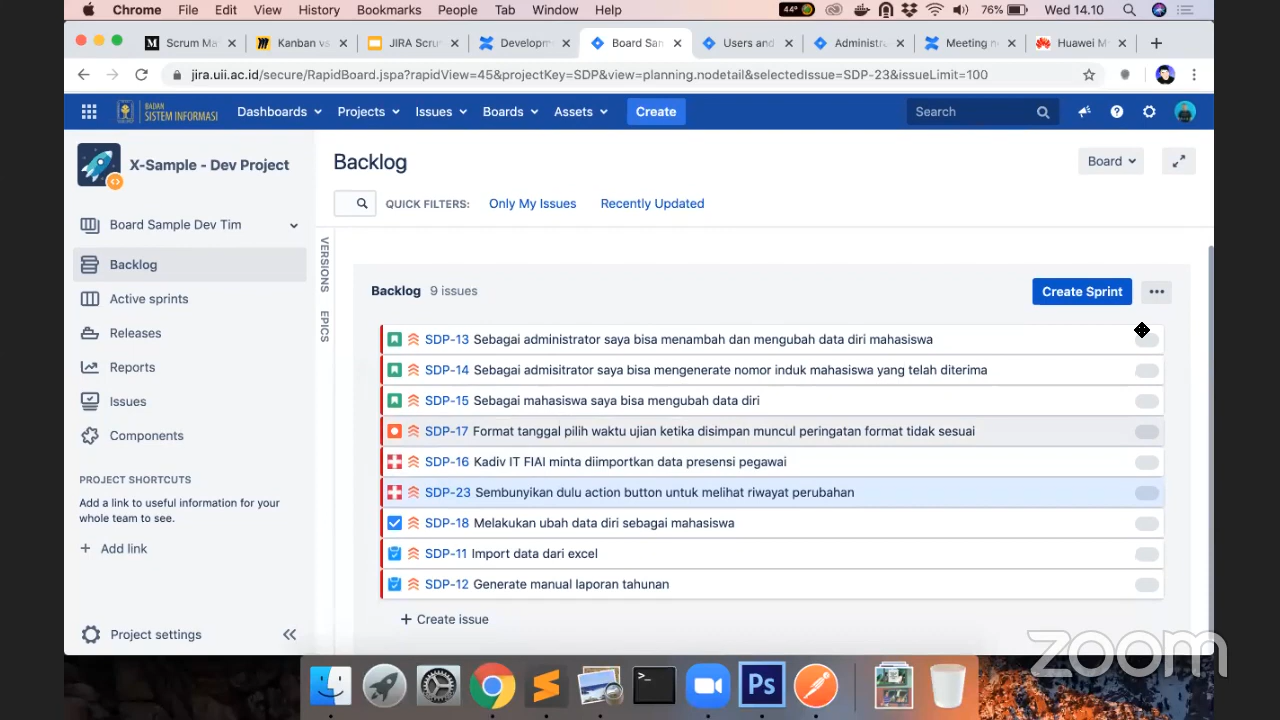 Chrome File Edit View History Bookmarks People Tab Window Help 44° 76% Wed 14.10
Scrum Ma Kanban vs JIRA Scru Developm Board San Users and Administr Meeting n Huawei M
jira.uii.ac.id/secure/RapidBoard.jspa?rapidView=45&projectKey=SDP&view=planning.nodetail&selectedIssue=SDP-23&issueLimit=100
BADAN
SISTEM INFORMASI
Dashboards Projects Issues Boards Assets Create Search
X-Sample - Dev Project
Backlog
Board
QUICK FILTERS: Only My Issues Recently Updated
Board Sample Dev Tim
Backlog
Active sprints
Releases
Reports
Issues
Components
PROJECT SHORTCUTS
Add a link to useful information for your
whole team to see.
+ Add link
Project settings
VERSIONS
EPICS
Backlog 9 issues
Create Sprint
SDP-13 Sebagai administrator saya bisa menambah dan mengubah data diri mahasiswa
SDP-14 Sebagai admisitrator saya bisa mengenerate nomor induk mahasiswa yang telah diterima
SDP-15 Sebagai mahasiswa saya bisa mengubah data diri
SDP-17 Format tanggal pilih waktu ujian ketika disimpan muncul peringatan format tidak sesuai
SDP-16 Kadiv IT FIAI minta diimportkan data presensi pegawai
SDP-23 Sembunyikan dulu action button untuk melihat riwayat perubahan
SDP-18 Melakukan ubah data diri sebagai mahasiswa
SDP-11 Import data dari excel
SDP-12 Generate manual laporan tahunan
+ Create issue
Ps
zoom